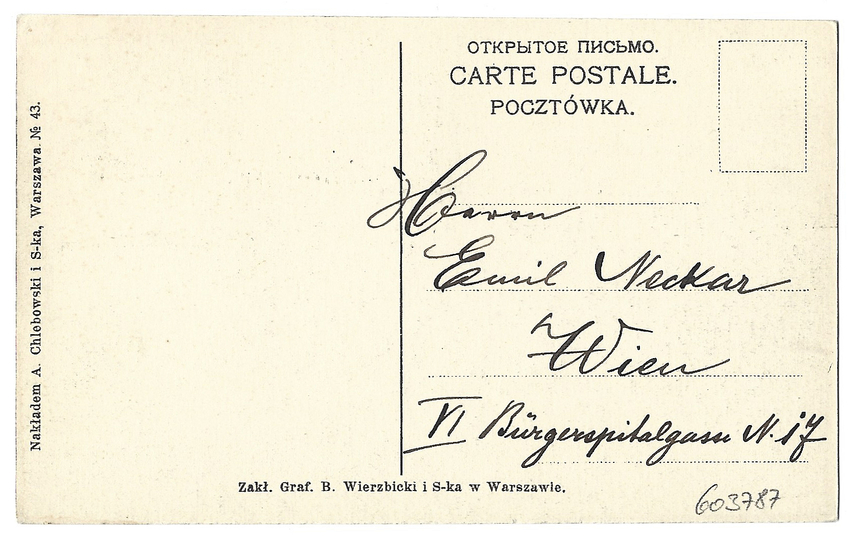 ОТКРЫТОЕ ПИСЬМО.
CARTE POSTALE.
POCZTÓWKA.
Herrn
Emil Neckar
Wien
VI Bürgerspitalgasse N. 17
Nakładem A. Chlebowski i S-ka, Warszawa. № 43.
Zakł. Graf. B. Wierzbicki i S-ka w Warszawie.
603787